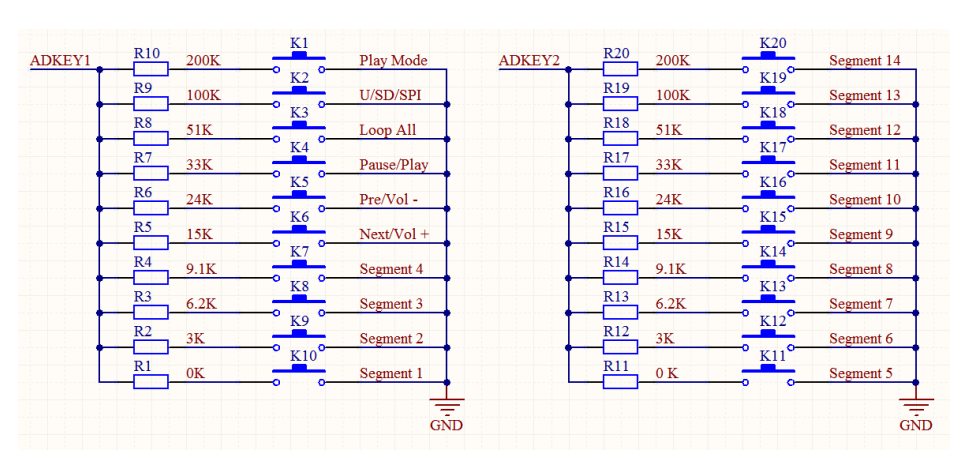 K1 K20
ADKEY1 R10 200K Play Mode ADKEY2 R20 200K Segment 14
K2 K19
R9 100K U/SD/SPI R19 100K Segment 13
K3 K18
R8 51K Loop All R18 51K Segment 12
K4 K17
R7 33K Pause/Play R17 33K Segment 11
K5 K16
R6 24K Pre/Vol - R16 24K Segment 10
K6 K15
R5 15K Next/Vol + R15 15K Segment 9
K7 K14
R4 9.1K Segment 4 R14 9.1K Segment 8
K8 K13
R3 6.2K Segment 3 R13 6.2K Segment 7
K9 K12
R2 3K Segment 2 R12 3K Segment 6
K10 K11
R1 0K Segment 1 R11 0 K Segment 5
GND GND